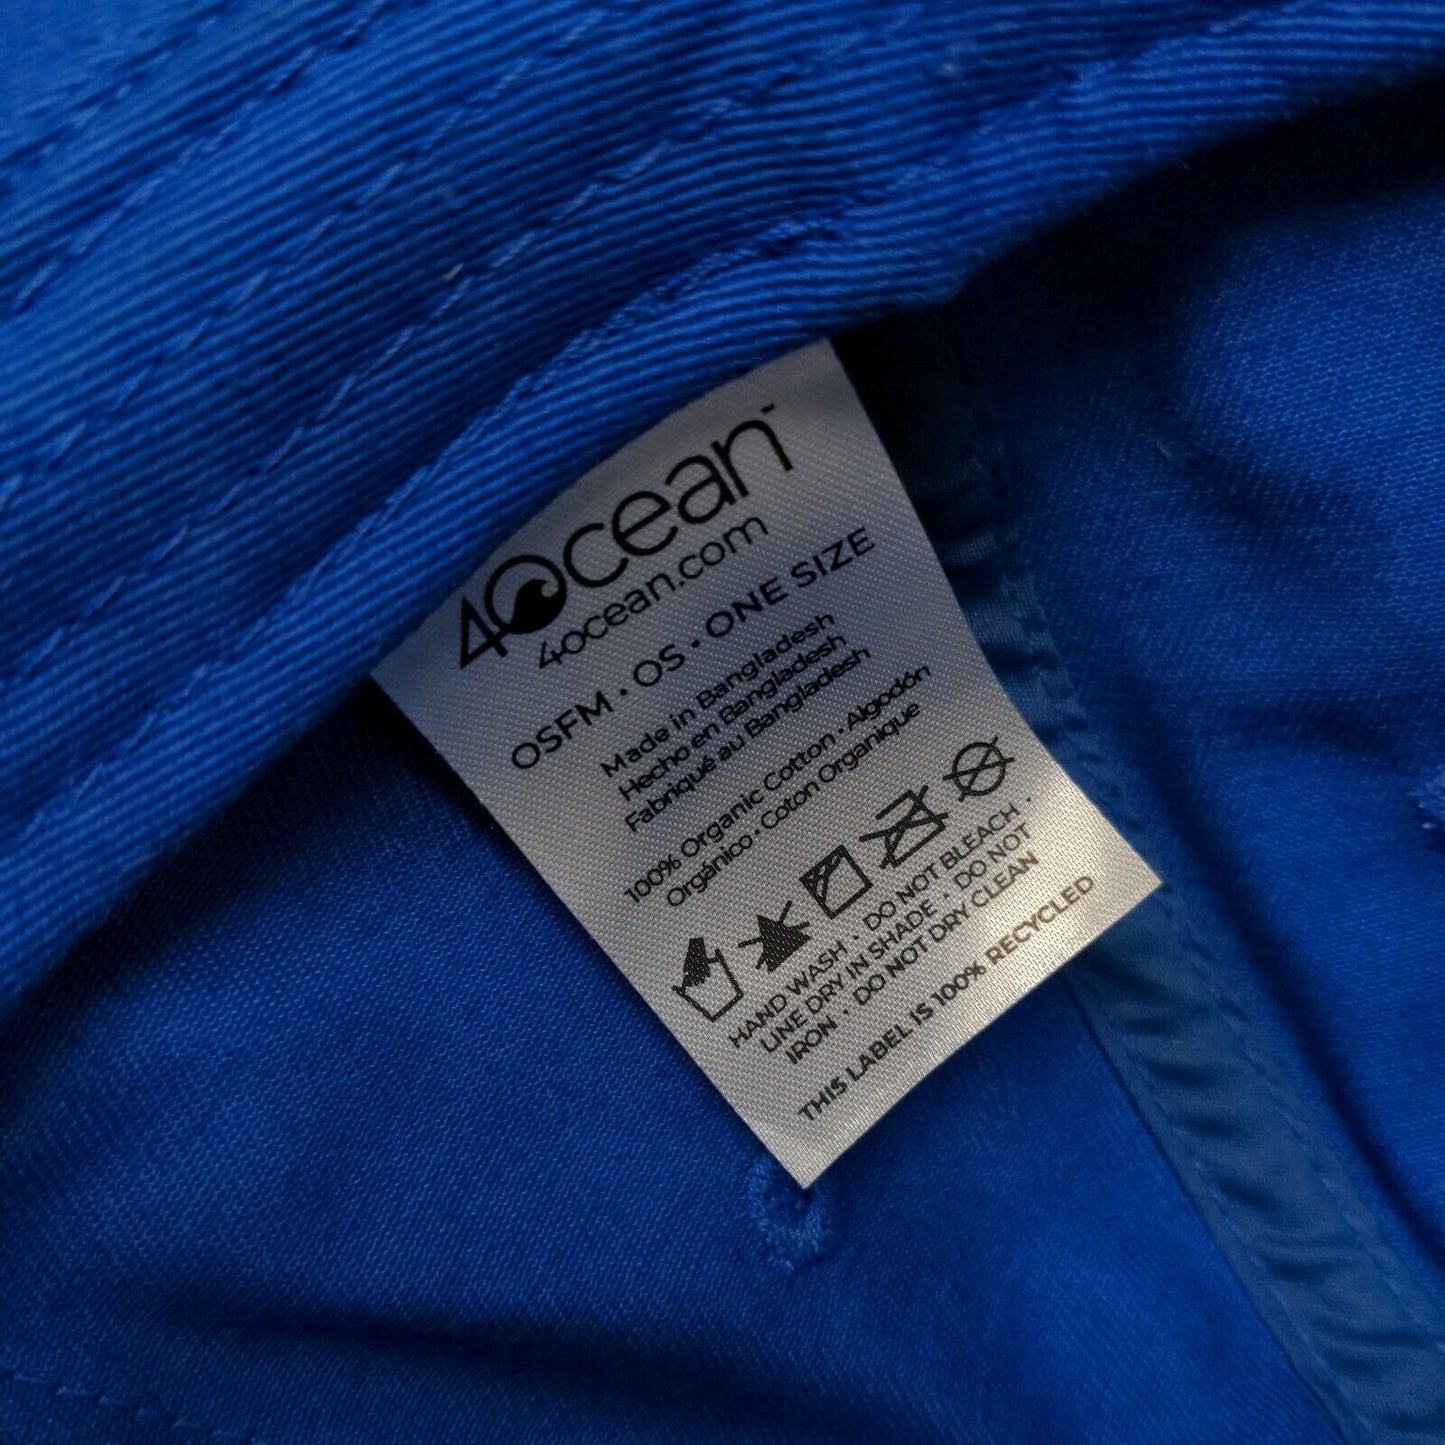 4ocean™
4ocean.com
OSFM • OS • ONE SIZE
Made in Bangladesh
Hecho en Bangladesh
Fabriqué au Bangladesh
100% Organic Cotton • Algodón
Orgánico • Coton Organique
HAND WASH • DO NOT BLEACH •
LINE DRY IN SHADE • DO NOT
IRON • DO NOT DRY CLEAN
THIS LABEL IS 100% RECYCLED